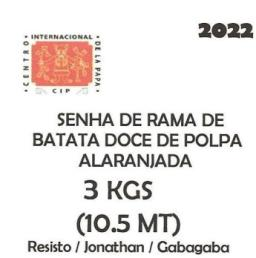 2022
CENTRO INTERNACIONAL DE LA PAPA
CIP
SENHA DE RAMA DE
BATATA DOCE DE POLPA
ALARANJADA
3 KGS
(10.5 MT)
Resisto / Jonathan / Gabagaba